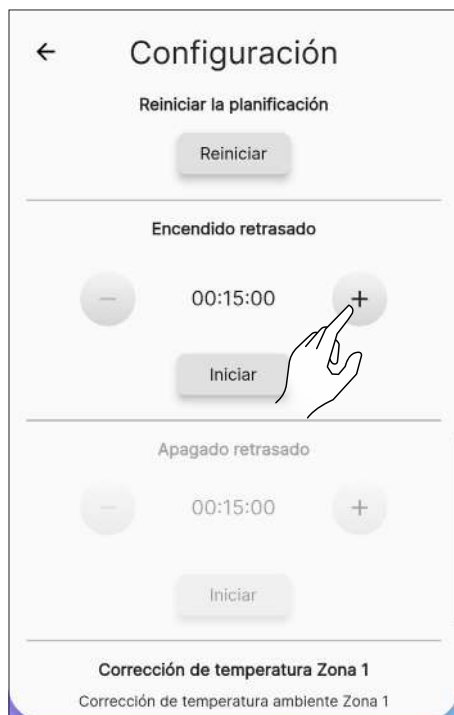 Configuración
Reiniciar la planificación
Reiniciar
Encendido retrasado
00:15:00
Iniciar
Apagado retrasado
00:15:00
Iniciar
Corrección de temperatura Zona 1
Corrección de temperatura ambiente Zona 1